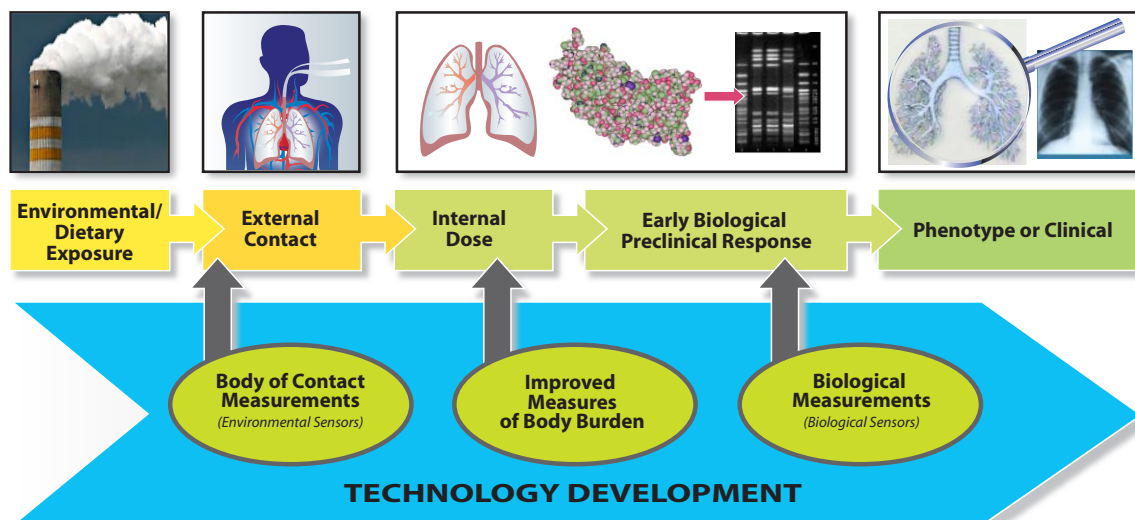 Environmental/
Dietary
Exposure
External
Contact
Internal
Dose
Early Biological
Preclinical Response
Phenotype or Clinical
Body of Contact
Measurements
(Environmental Sensors)
Improved
Measures
of Body Burden
Biological
Measurements
(Biological Sensors)
TECHNOLOGY DEVELOPMENT